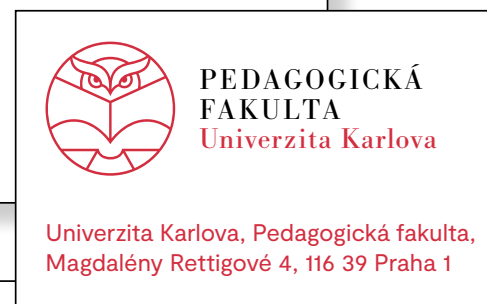 PEDAGOGICKÁ
FAKULTA
Univerzita Karlova
Univerzita Karlova, Pedagogická fakulta,
Magdalény Rettigové 4, 116 39 Praha 1